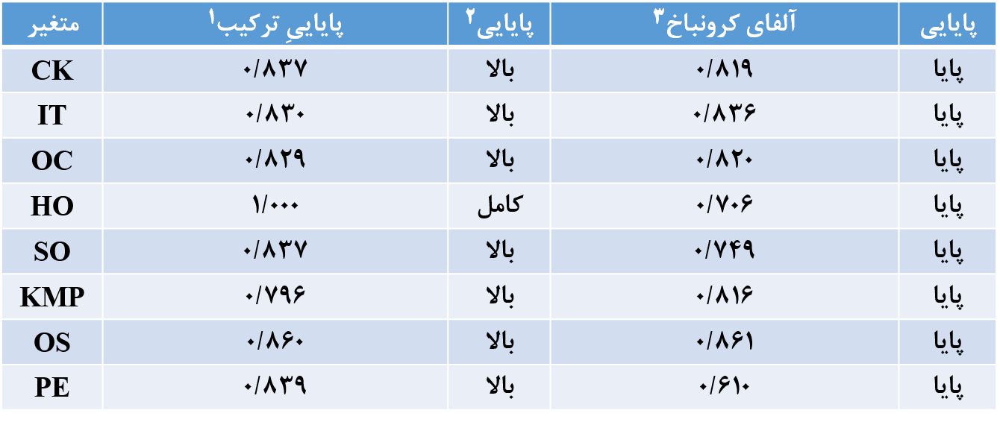 متغیر پایاییِ ترکیب۱ پایایی۲ آلفای کرونباخ۳ پایایی
CK ۰/۸۳۷ بالا ۰/۸۱۹ پایا
IT ۰/۸۳۰ بالا ۰/۸۳۶ پایا
OC ۰/۸۲۹ بالا ۰/۸۲۰ پایا
HO ۱/۰۰۰ کامل ۰/۷۰۶ پایا
SO ۰/۸۳۷ بالا ۰/۷۴۹ پایا
KMP ۰/۷۹۶ بالا ۰/۸۱۶ پایا
OS ۰/۸۶۰ بالا ۰/۸۶۱ پایا
PE ۰/۸۳۹ بالا ۰/۶۱۰ پایا